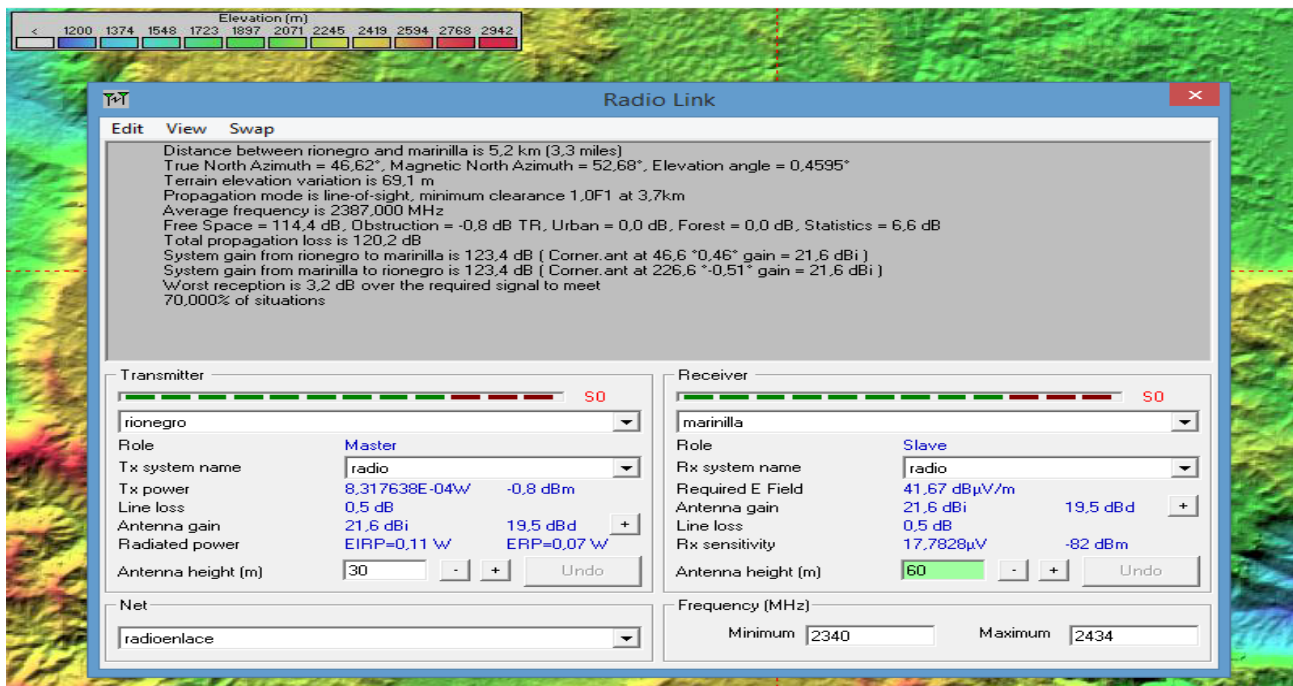 Elevation (m)
< 1200 1374 1548 1723 1897 2071 2245 2419 2594 2768 2942
Radio Link
×
Edit View Swap
Distance between rionegro and marinilla is 5,2 km (3,3 miles)
True North Azimuth = 46,62°, Magnetic North Azimuth = 52,68°, Elevation angle = 0,4595°
Terrain elevation variation is 69,1 m
Propagation mode is line-of-sight, minimum clearance 1,0F1 at 3,7km
Average frequency is 2387,000 MHz
Free Space = 114,4 dB, Obstruction = -0,8 dB TR, Urban = 0,0 dB, Forest = 0,0 dB, Statistics = 6,6 dB
Total propagation loss is 120,2 dB
System gain from rionegro to marinilla is 123,4 dB ( Corner.ant at 46,6 °0,46° gain = 21,6 dBi )
System gain from marinilla to rionegro is 123,4 dB ( Corner.ant at 226,6 °-0,51° gain = 21,6 dBi )
Worst reception is 3,2 dB over the required signal to meet
70,000% of situations
Transmitter
S0
rionegro
Role Master
Tx system name radio
Tx power 8,317638E-04W -0,8 dBm
Line loss 0,5 dB
Antenna gain 21,6 dBi 19,5 dBd +
Radiated power EIRP=0,11 W ERP=0,07 W
Antenna height (m) 30 - + Undo
Net
radioenlace
Receiver
S0
marinilla
Role Slave
Rx system name radio
Required E Field 41,67 dBµV/m
Antenna gain 21,6 dBi 19,5 dBd +
Line loss 0,5 dB
Rx sensitivity 17,7828µV -82 dBm
Antenna height (m) 60 - + Undo
Frequency (MHz)
Minimum 2340 Maximum 2434